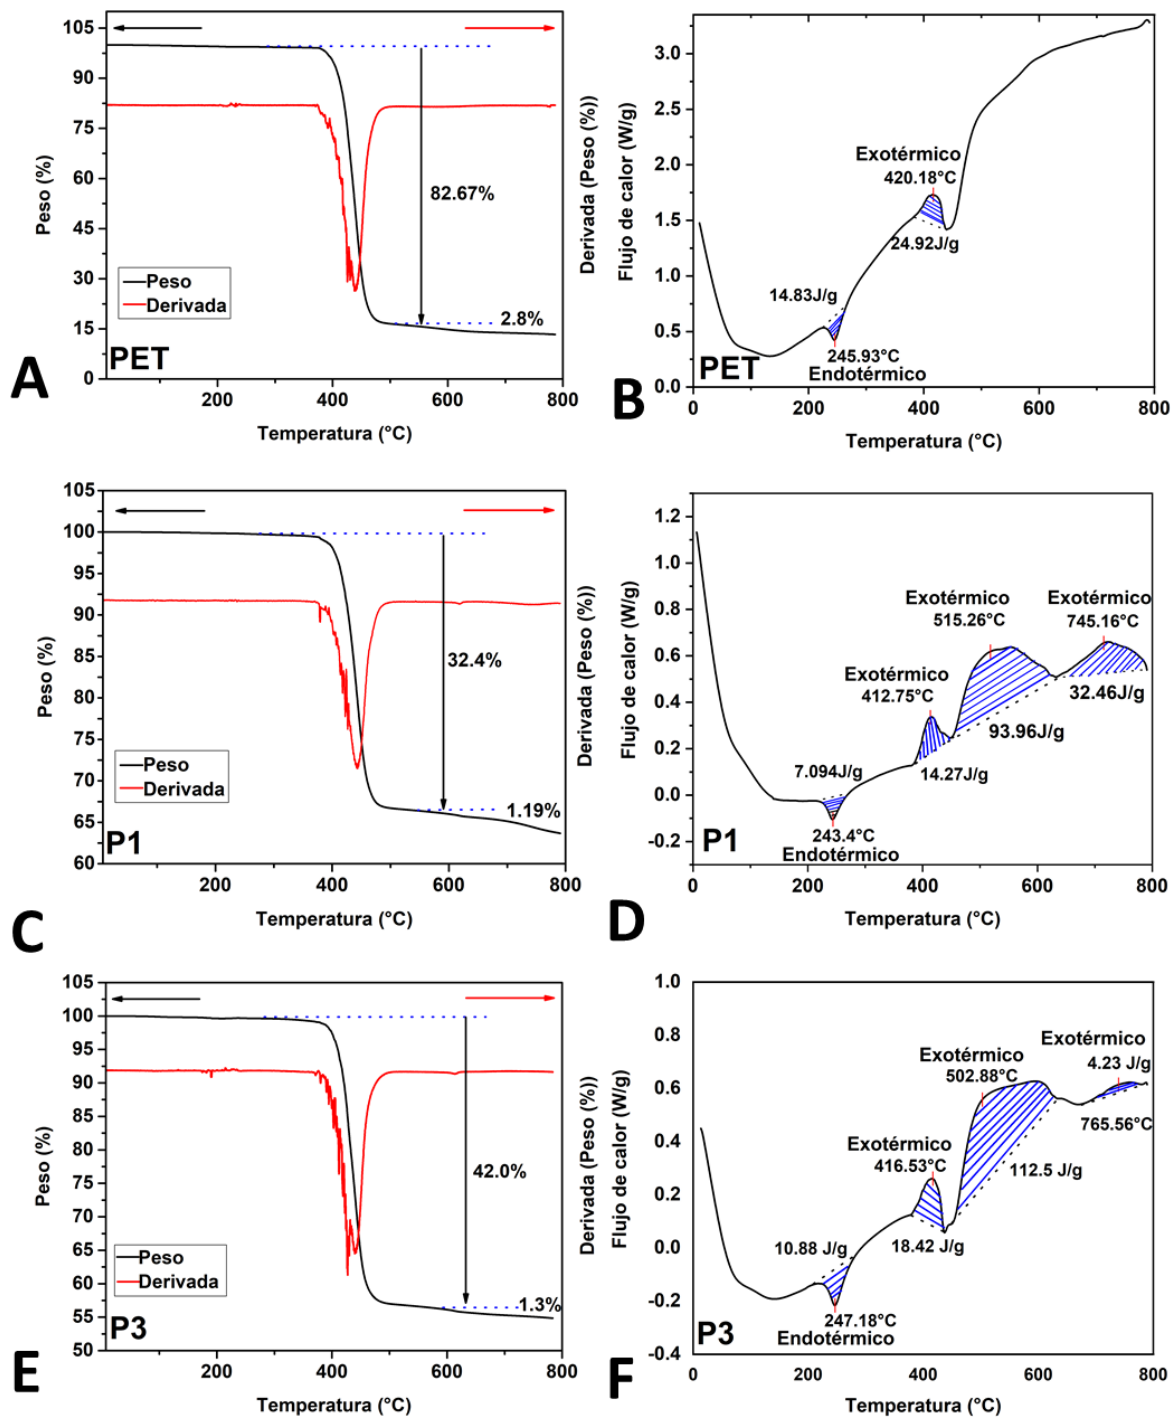 105
90
75
60
45
30
15
0
Peso (%)
82.67%
2.8%
Peso
Derivada
PET
A
200
400
600
800
Temperatura (°C)
Derivada (Peso (%))
3.0
2.5
2.0
1.5
1.0
0.5
0.0
Flujo de calor (W/g)
Exotérmico
420.18°C
24.92J/g
14.83J/g
245.93°C
Endotérmico
PET
B
0
200
400
600
800
Temperatura (°C)
105
100
95
90
85
80
75
70
65
60
Peso (%)
32.4%
1.19%
Peso
Derivada
P1
C
200
400
600
800
Temperatura (°C)
Derivada (Peso (%))
1.2
1.0
0.8
0.6
0.4
0.2
0.0
-0.2
Flujo de calor (W/g)
Exotérmico
515.26°C
Exotérmico
745.16°C
Exotérmico
412.75°C
32.46J/g
93.96J/g
7.094J/g
14.27J/g
243.4°C
Endotérmico
P1
D
0
200
400
600
800
Temperatura (°C)
105
100
95
90
85
80
75
70
65
60
55
50
Peso (%)
42.0%
1.3%
Peso
Derivada
P3
E
200
400
600
800
Temperatura (°C)
Derivada (Peso (%))
1.0
0.8
0.6
0.4
0.2
0.0
-0.2
-0.4
Flujo de calor (W/g)
Exotérmico
4.23 J/g
Exotérmico
502.88°C
765.56°C
Exotérmico
416.53°C
112.5 J/g
10.88 J/g
18.42 J/g
247.18°C
Endotérmico
P3
F
0
200
400
600
800
Temperatura (°C)